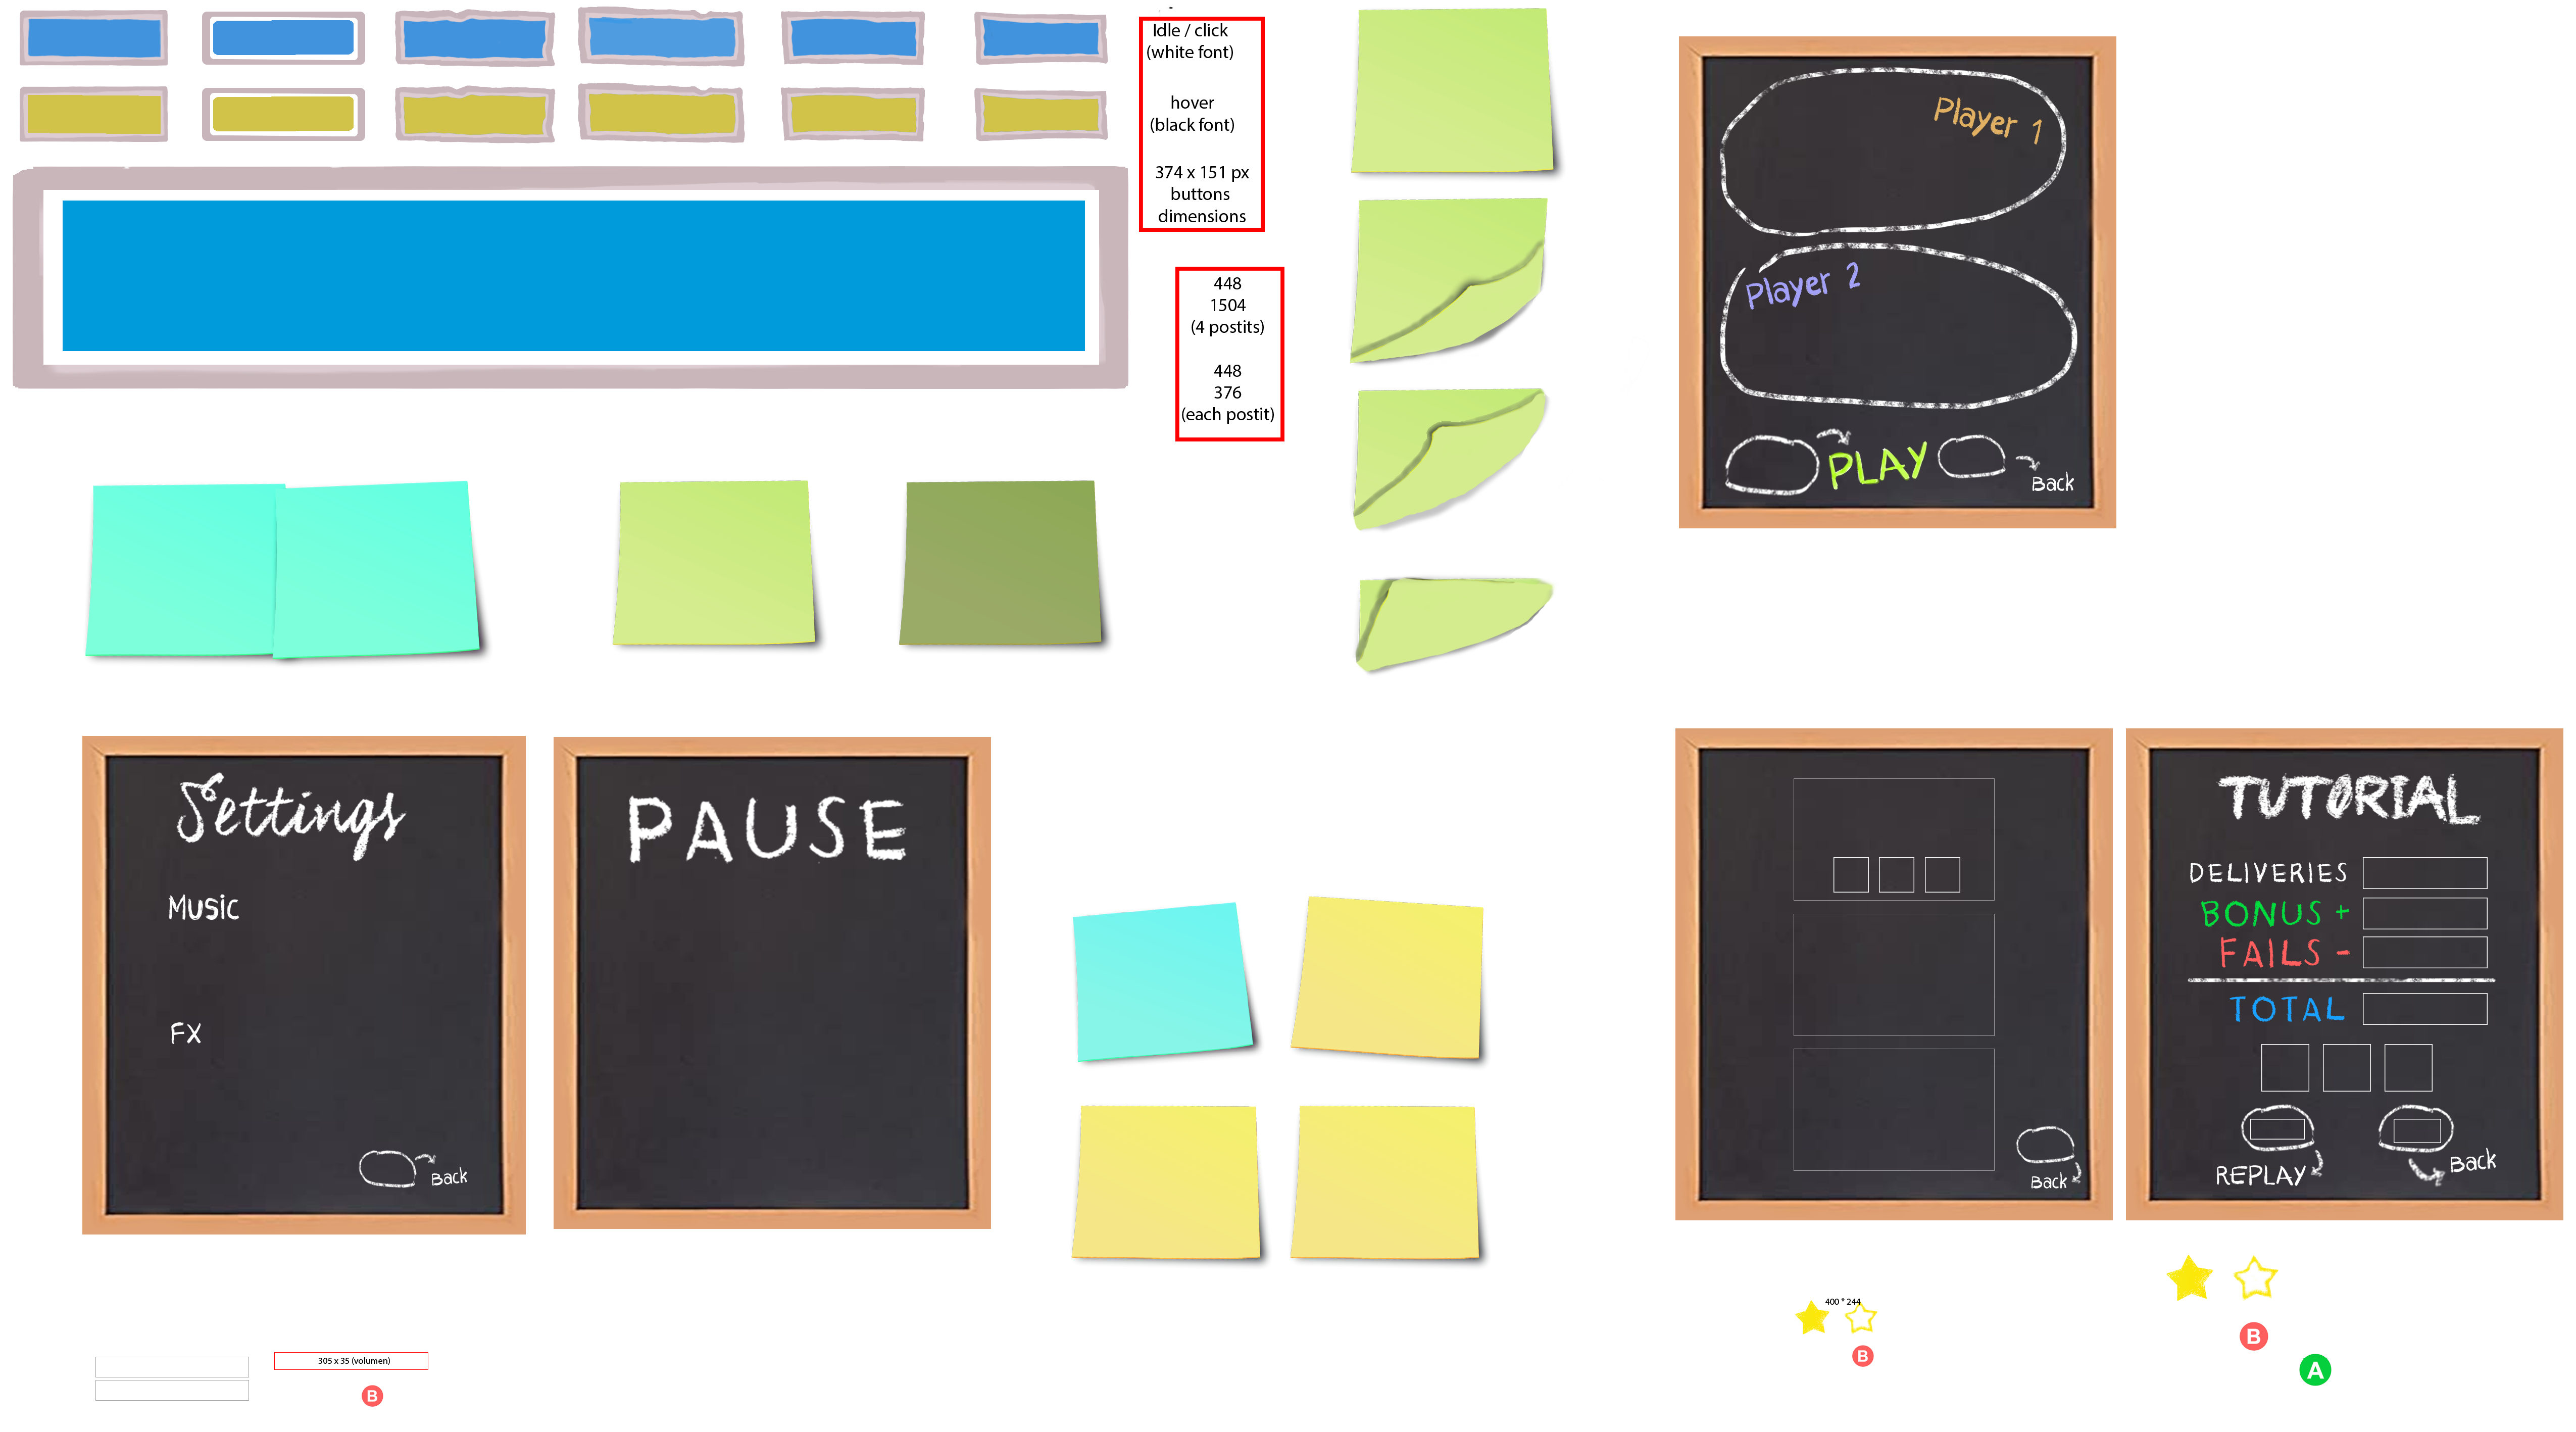 Idle / click
(white font)
hover
(black font)
374 x 151 px
buttons
dimensions
448
1504
(4 postits)
448
376
(each postit)
Player 1
Player 2
PLAY
Back
Settings
Music
FX
Back
PAUSE
Back
TUTORIAL
DELIVERIES
BONUS +
FAILS -
TOTAL
REPLAY
Back
400 * 244
B
B
A
305 x 35 (volumen)
B